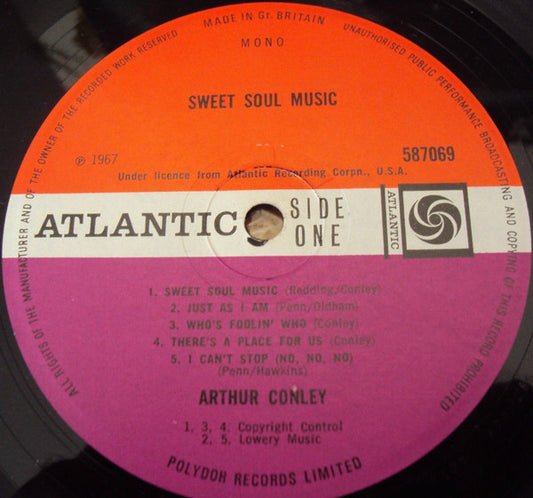 MADE IN Gt. BRITAIN
ALL RIGHTS OF THE MANUFACTURER AND OF THE OWNER OF THE RECORDED WORK RESERVED
UNAUTHORISED PUBLIC PERFORMANCE BROADCASTING AND COPYING OF THIS RECORD PROHIBITED
MONO
SWEET SOUL MUSIC
℗ 1967
587069
Under licence from Atlantic Recording Corpn., U.S.A.
ATLANTIC
SIDE
ONE
ATLANTIC
1. SWEET SOUL MUSIC (Redding/Conley)
2. JUST AS I AM (Penn/Oldham)
3. WHO'S FOOLIN' WHO (Conley)
4. THERE'S A PLACE FOR US (Conley)
5. I CAN'T STOP (NO, NO, NO)
(Penn/Hawkins)
ARTHUR CONLEY
1, 3, 4. Copyright Control
2, 5. Lowery Music
POLYDOR RECORDS LIMITED